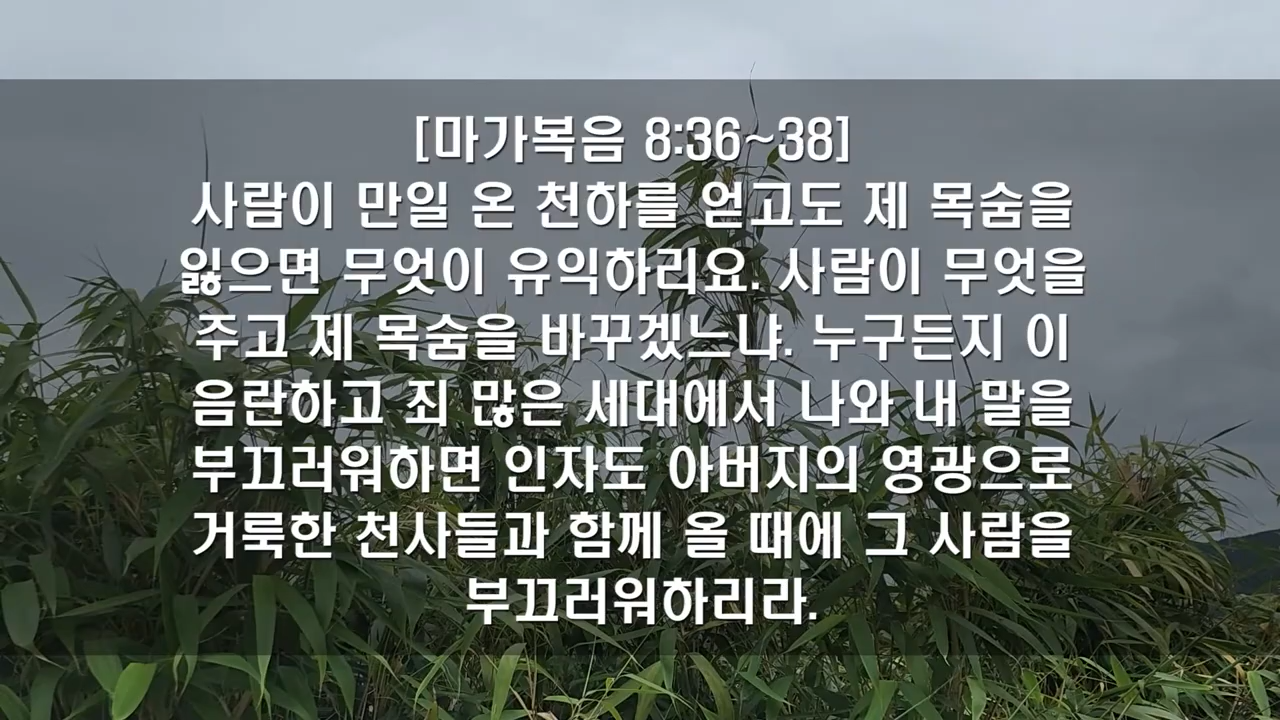 [마가복음 8:36~38]
사람이 만일 온 천하를 얻고도 제 목숨을
잃으면 무엇이 유익하리요. 사람이 무엇을
주고 제 목숨을 바꾸겠느냐. 누구든지 이
음란하고 죄 많은 세대에서 나와 내 말을
부끄러워하면 인자도 아버지의 영광으로
거룩한 천사들과 함께 올 때에 그 사람을
부끄러워하리라.